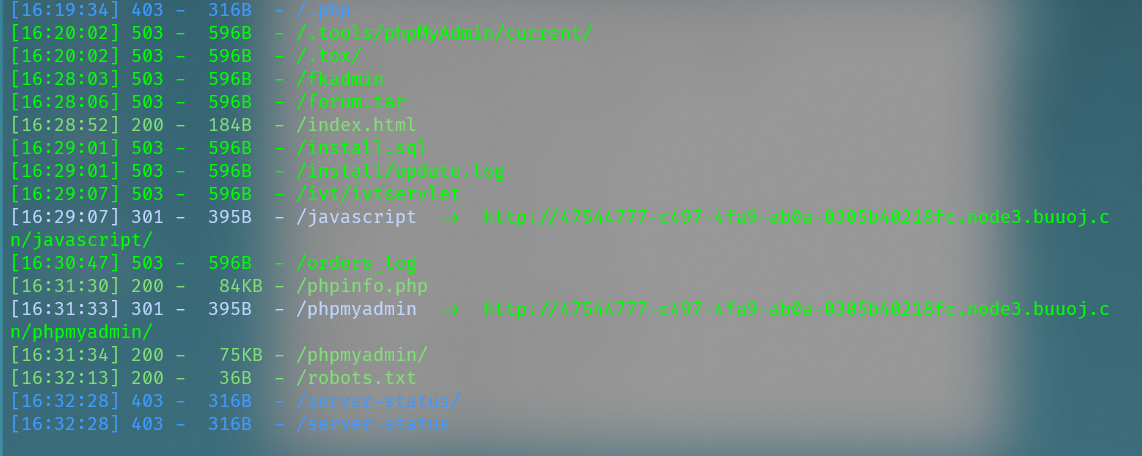 [16:19:34] 403 -   316B  - /.php
[16:20:02] 503 -   596B  - /.tools/phpMyAdmin/current/
[16:20:02] 503 -   596B  - /.tox/
[16:28:03] 503 -   596B  - /fkadmin
[16:28:06] 503 -   596B  - /forum.tar
[16:28:52] 200 -   184B  - /index.html
[16:29:01] 503 -   596B  - /install.sql
[16:29:01] 503 -   596B  - /install/update.log
[16:29:07] 503 -   596B  - /ivt/ivtservlet
[16:29:07] 301 -   395B  - /javascript  →  http://47544777-c497-4fa9-ab0a-0305b40218fc.node3.buuoj.c
n/javascript/
[16:30:47] 503 -   596B  - /orders_log
[16:31:30] 200 -    84KB - /phpinfo.php
[16:31:33] 301 -   395B  - /phpmyadmin  →  http://47544777-c497-4fa9-ab0a-0305b40218fc.node3.buuoj.c
n/phpmyadmin/
[16:31:34] 200 -    75KB - /phpmyadmin/
[16:32:13] 200 -    36B  - /robots.txt
[16:32:28] 403 -   316B  - /server-status/
[16:32:28] 403 -   316B  - /server-status